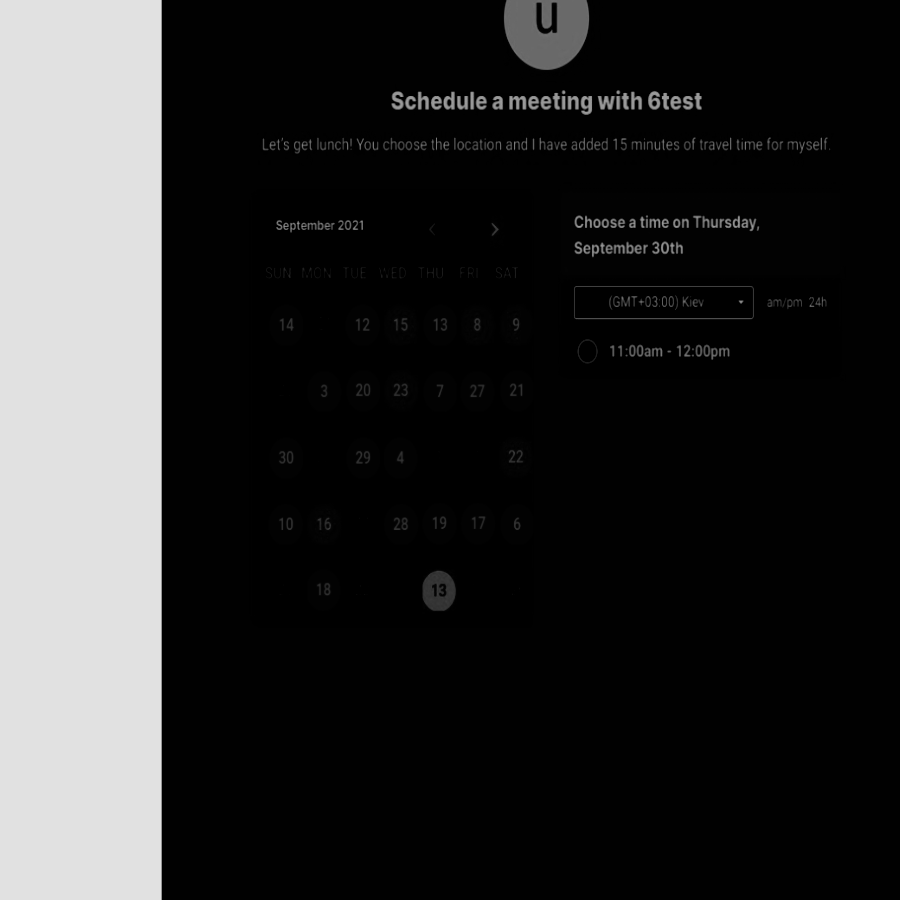 u
Schedule a meeting with 6test
Let's get lunch! You choose the location and I have added 15 minutes of travel time for myself.
September 2021
SUN MON TUE WED THU FRI SAT
14 12 15 13 8 9
3 20 23 7 27 21
30 29 4 22
10 16 28 19 17 6
18 13
Choose a time on Thursday,
September 30th
(GMT+03:00) Kiev am/pm 24h
11:00am - 12:00pm